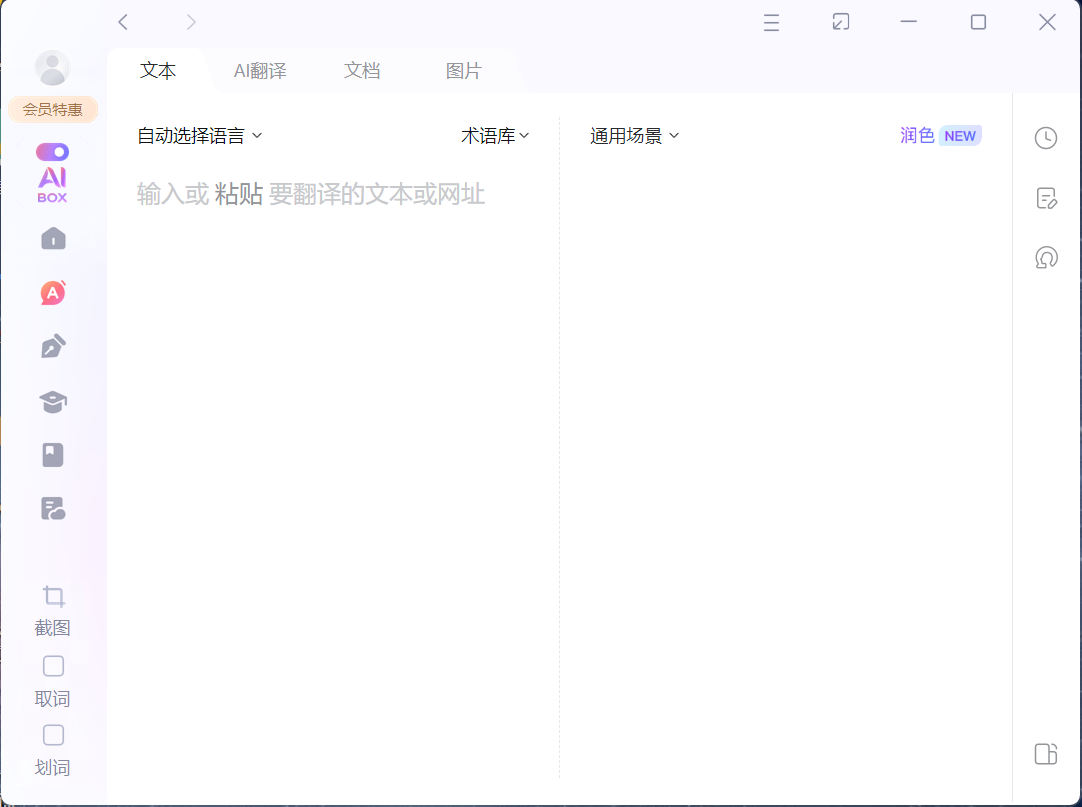 会员特惠
AI
BOX
截图
取词
划词
文本 AI翻译 文档 图片
自动选择语言 术语库 通用场景 润色 NEW
输入或 粘贴 要翻译的文本或网址